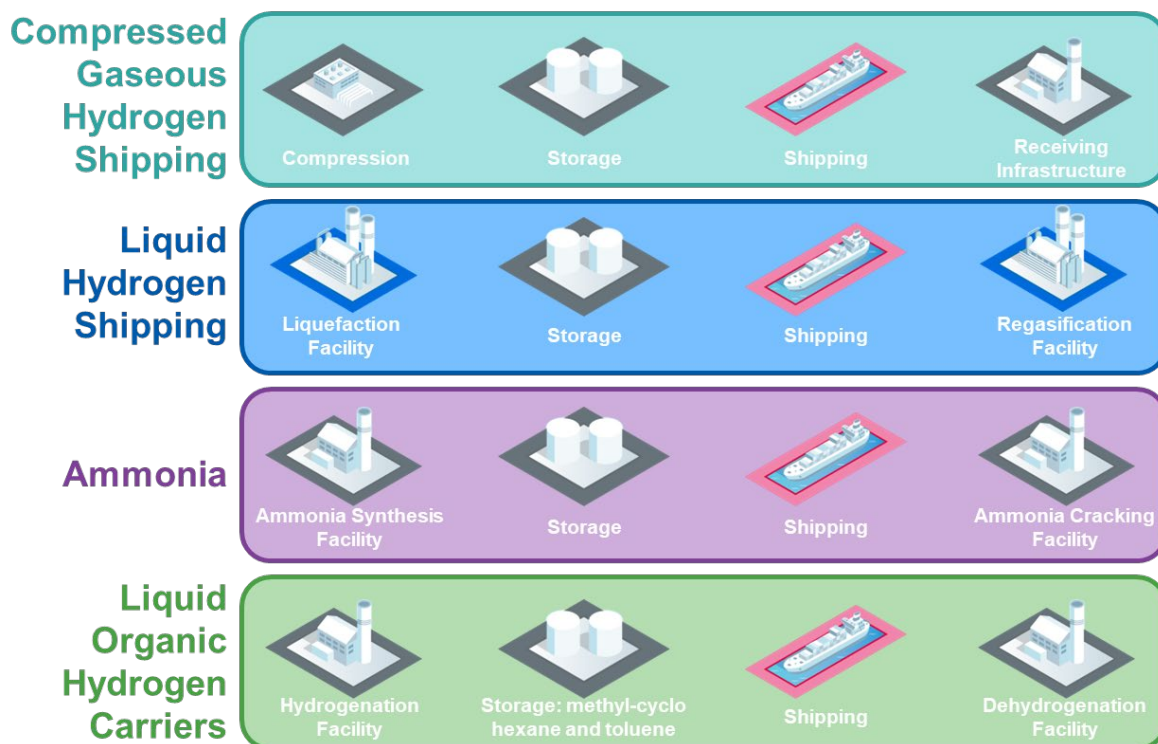 Compressed
Gaseous
Hydrogen
Shipping
Compression
Storage
Shipping
Receiving
Infrastructure
Liquid
Hydrogen
Shipping
Liquefaction
Facility
Storage
Shipping
Regasification
Facility
Ammonia
Ammonia Synthesis
Facility
Storage
Shipping
Ammonia Cracking
Facility
Liquid
Organic
Hydrogen
Carriers
Hydrogenation
Facility
Storage: methyl-cyclo
hexane and toluene
Shipping
Dehydrogenation
Facility